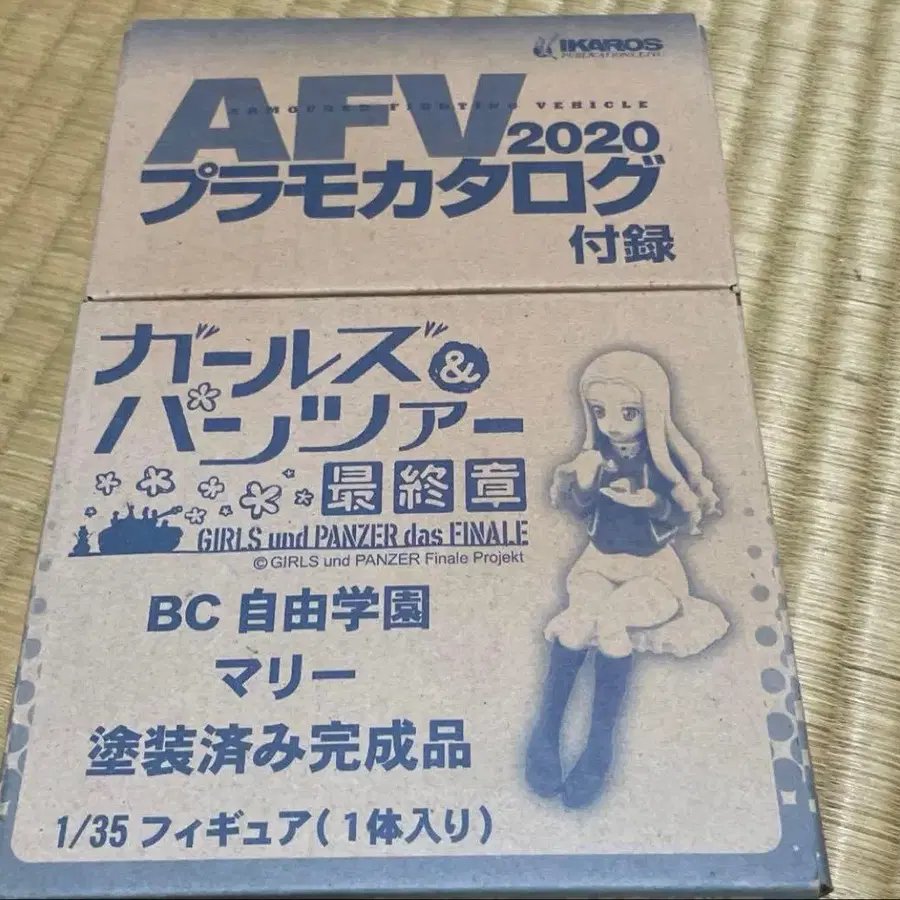 IKAROS
PUBLICATIONS,LTD.
AFV
ARMOURED FIGHTING VEHICLE
2020
プラモカタログ
付録
ガールズ&
パンツァー
最終章
GIRLS und PANZER das FINALE
©GIRLS und PANZER Finale Projekt
BC 自由学園
マリー
塗装済み完成品
1/35 フィギュア(1体入り)